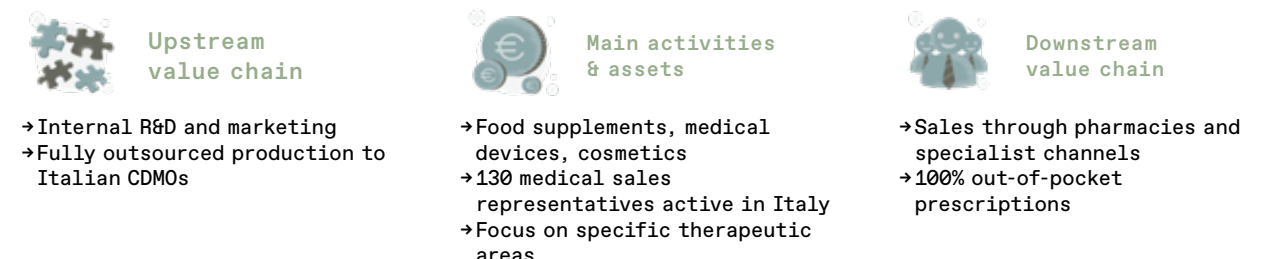 Upstream
value chain
→Internal R&D and marketing
→Fully outsourced production to
Italian CDMOs
Main activities
& assets
→Food supplements, medical
devices, cosmetics
→130 medical sales
representatives active in Italy
→Focus on specific therapeutic
areas
Downstream
value chain
→Sales through pharmacies and
specialist channels
→100% out-of-pocket
prescriptions